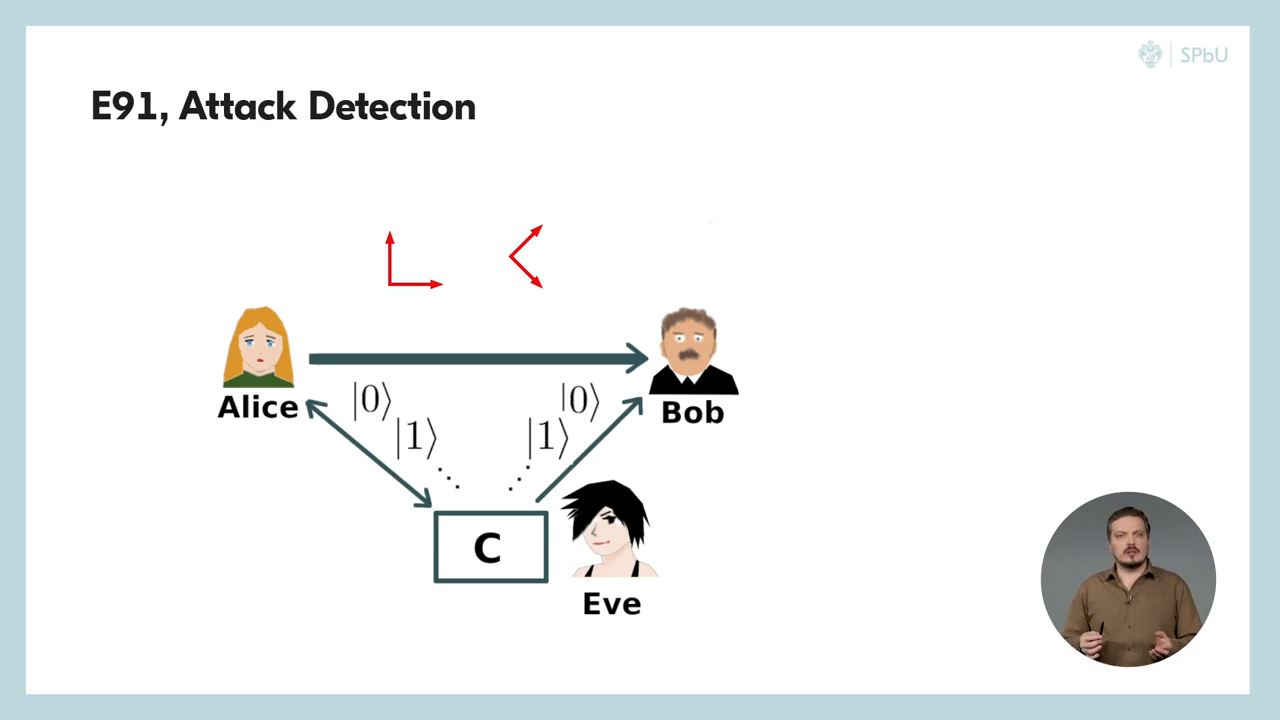 SPbU
E91, Attack Detection
Alice
|0⟩
|1⟩
|0⟩
|1⟩
Bob
C
Eve